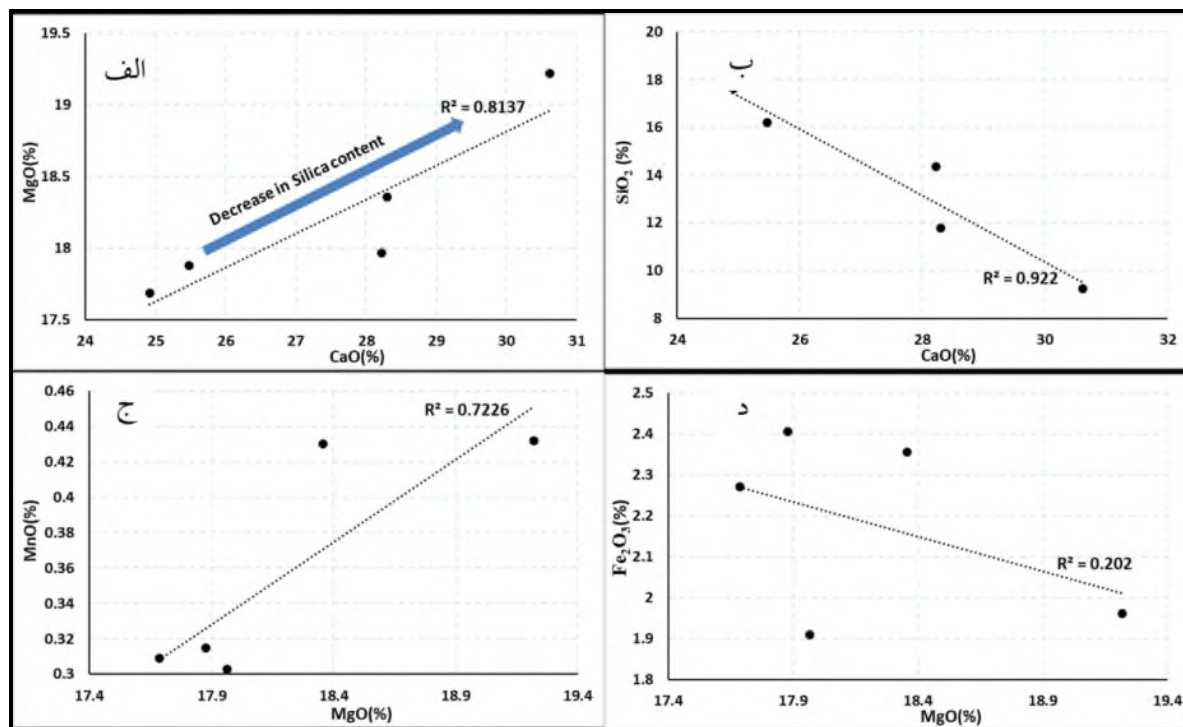 الف
MgO(%)
19.5
19
18.5
18
17.5
R² = 0.8137
Decrease in Silica content
24 25 26 27 28 29 30 31
CaO(%)
ب
SiO₂ (%)
20
18
16
14
12
10
8
R² = 0.922
24 26 28 30 32
CaO(%)
ج
MnO(%)
0.46
0.44
0.42
0.4
0.38
0.36
0.34
0.32
0.3
R² = 0.7226
17.4 17.9 18.4 18.9 19.4
MgO(%)
د
Fe₂O₃(%)
2.5
2.4
2.3
2.2
2.1
2
1.9
1.8
R² = 0.202
17.4 17.9 18.4 18.9 19.4
MgO(%)